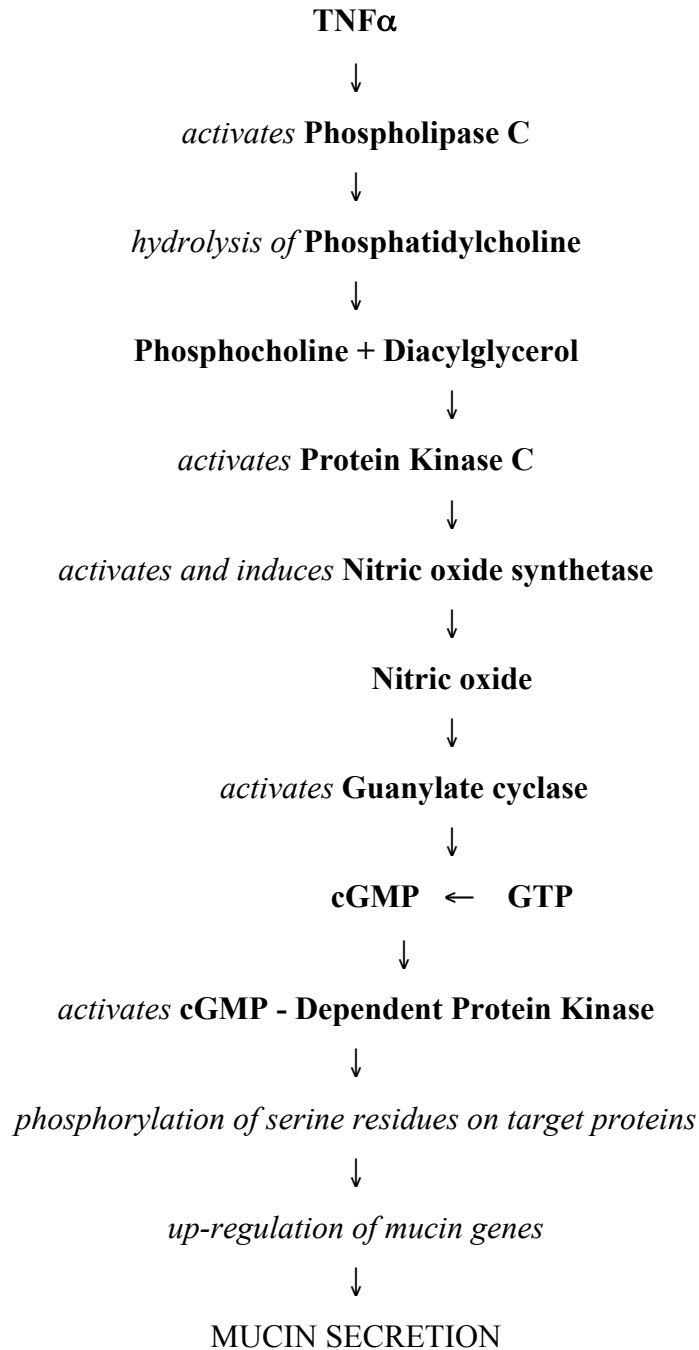 TNFα
↓
activates Phospholipase C
↓
hydrolysis of Phosphatidylcholine
↓
Phosphocholine + Diacylglycerol
↓
activates Protein Kinase C
↓
activates and induces Nitric oxide synthetase
↓
Nitric oxide
↓
activates Guanylate cyclase
↓
cGMP ← GTP
↓
activates cGMP - Dependent Protein Kinase
↓
phosphorylation of serine residues on target proteins
↓
up-regulation of mucin genes
↓
MUCIN SECRETION